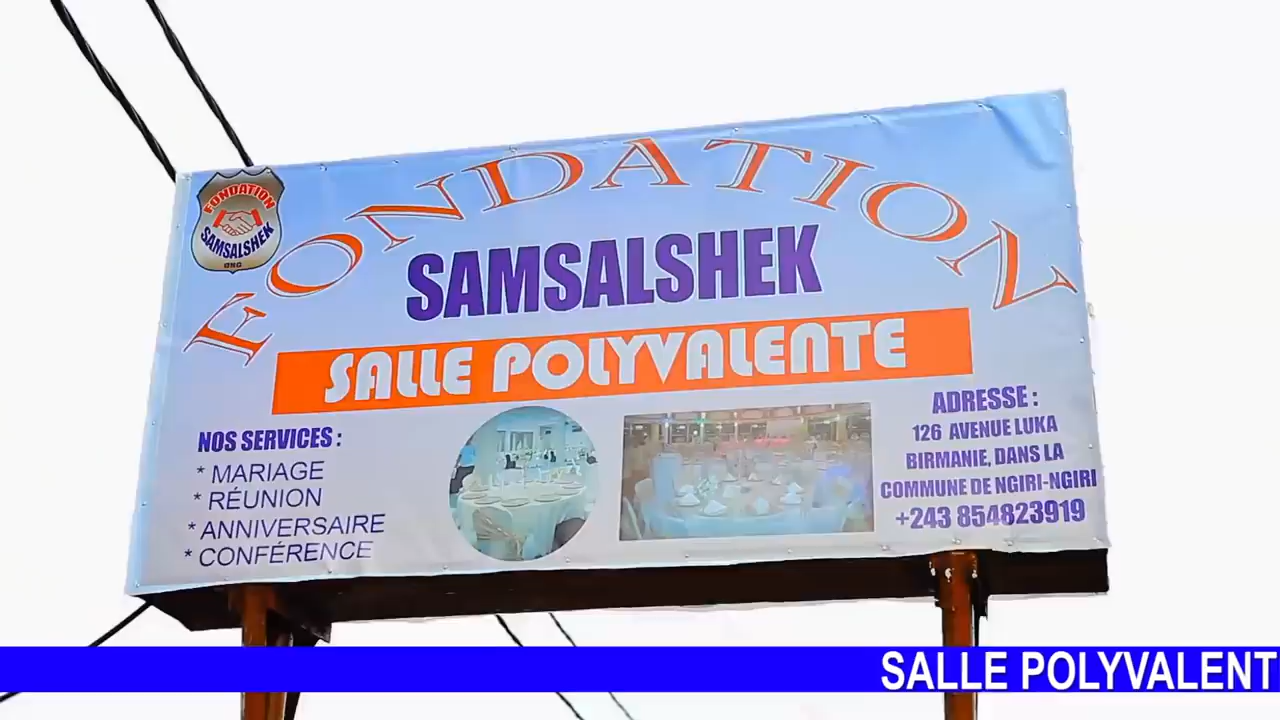 FONDATION
SAMSALSHEK
ONG
FONDATION
SAMSALSHEK
SALLE POLYVALENTE
NOS SERVICES :
* MARIAGE
* RÉUNION
* ANNIVERSAIRE
* CONFÉRENCE
ADRESSE :
126 AVENUE LUKA
BIRMANIE, DANS LA
COMMUNE DE NGIRI-NGIRI
+243 854823919
SALLE POLYVALENT